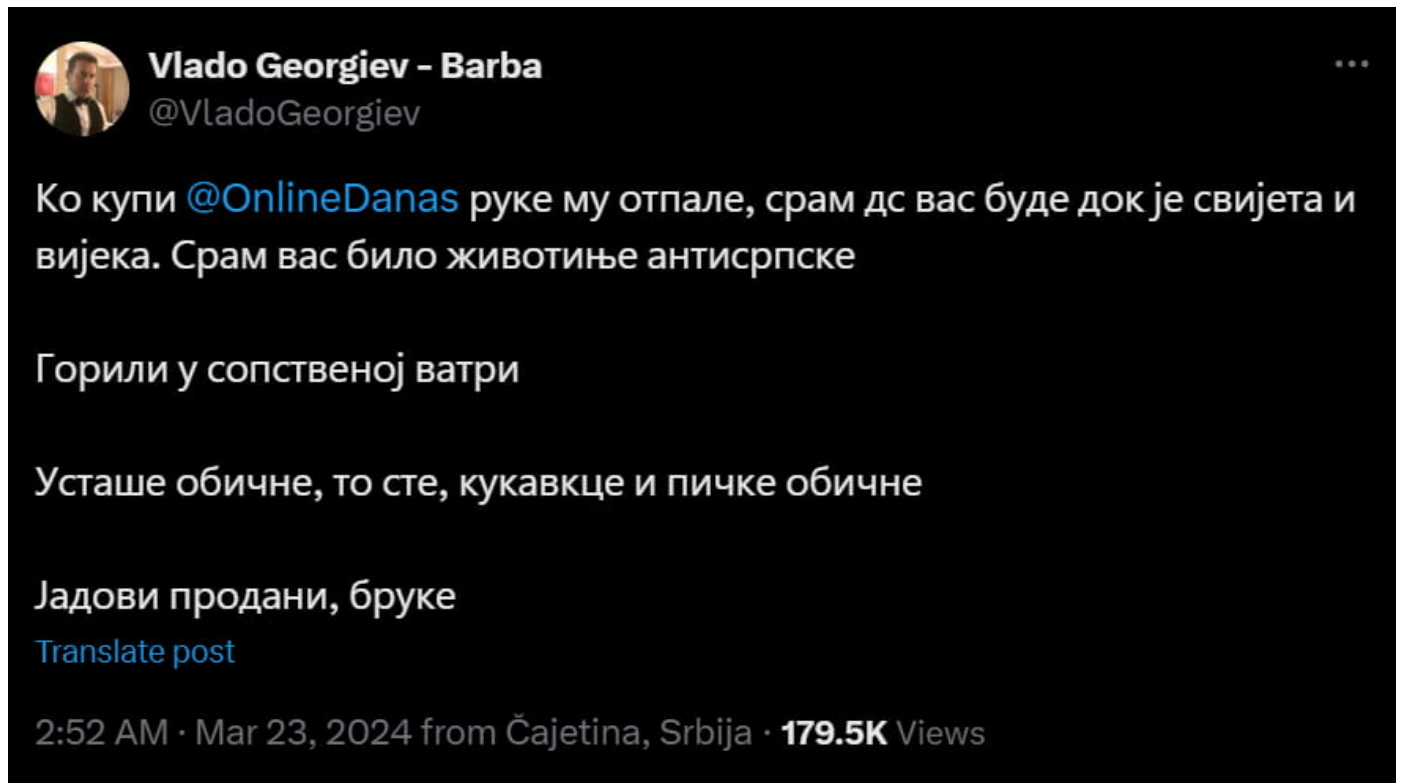 Vlado Georgiev - Barba
@VladoGeorgiev
Ко купи @OnlineDanas руке му отпале, срам дс вас буде док је свијета и
вијека. Срам вас било животиње антисрпске
Горили у сопственој ватри
Усташе обичне, то сте, кукавкце и пичке обичне
Јадови продани, бруке
Translate post
2:52 AM · Mar 23, 2024 from Čajetina, Srbija · 179.5K Views